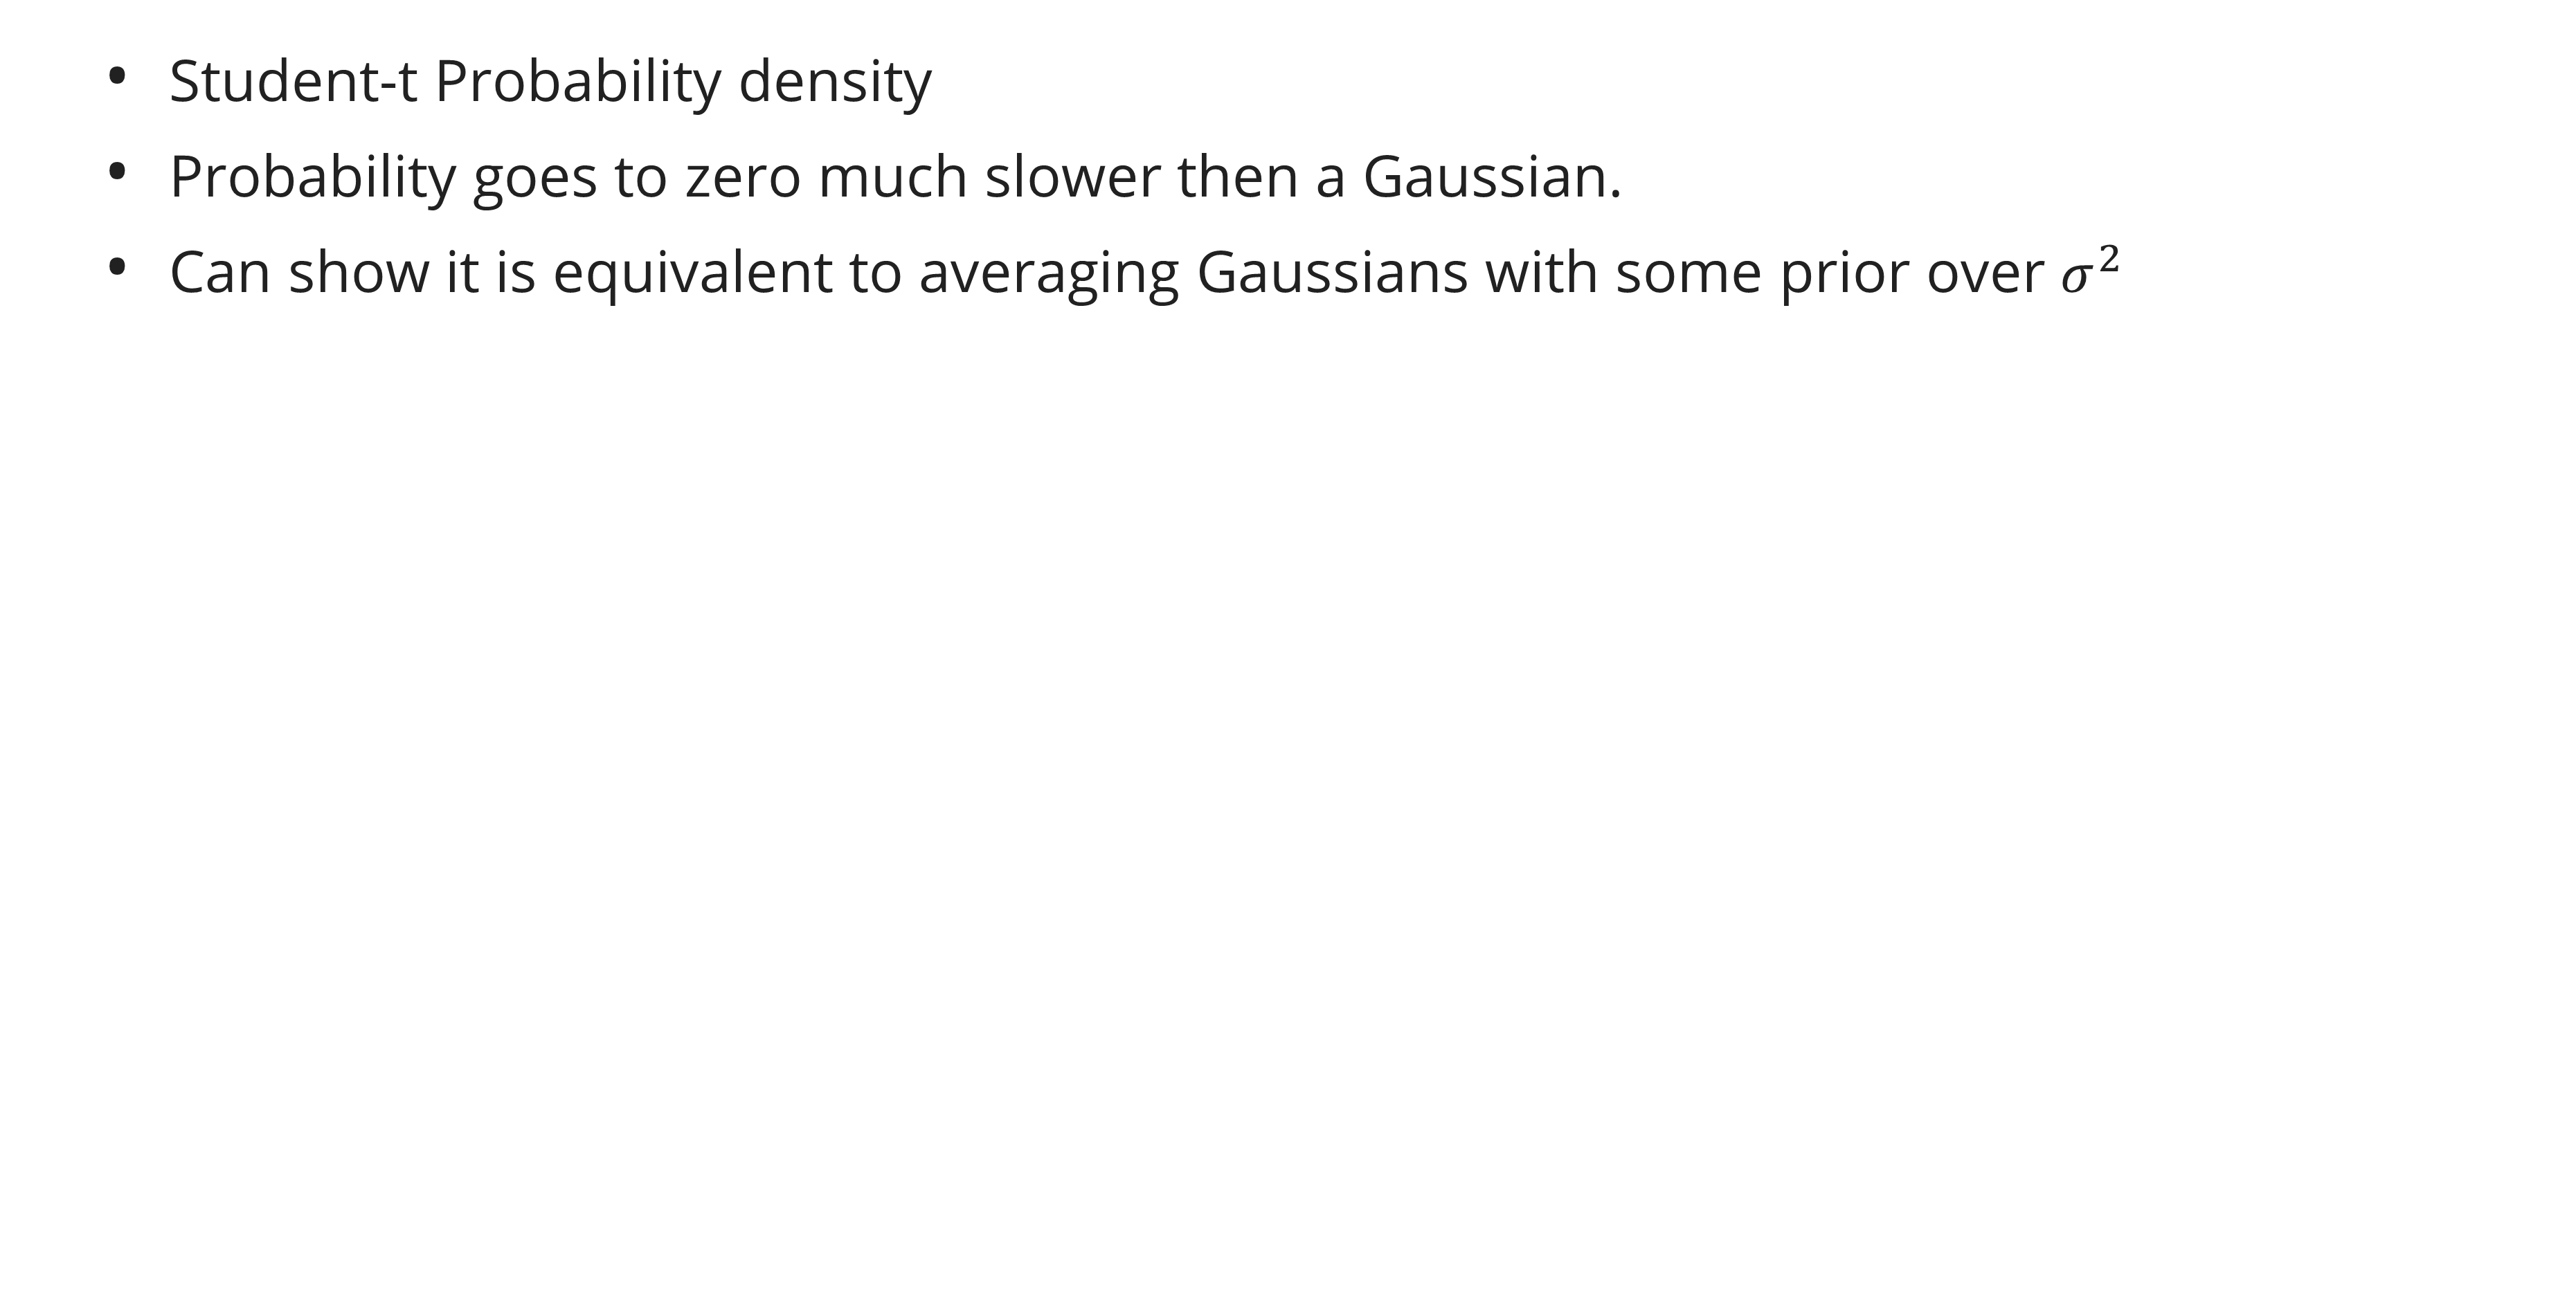 • Student-t Probability density
• Probability goes to zero much slower then a Gaussian.
• Can show it is equivalent to averaging Gaussians with some prior over σ²